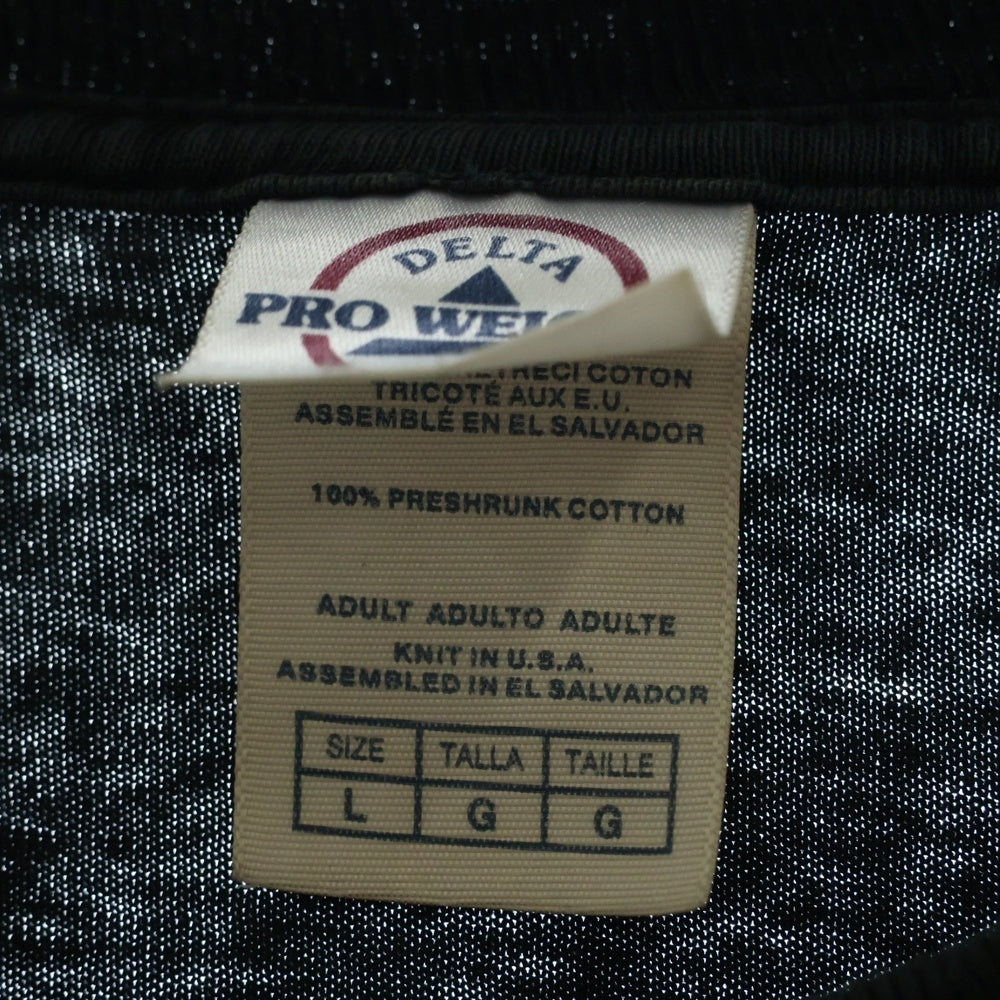 DELTA
PRO
COTON
TRICOTÉ AUX E.U.
ASSEMBLÉ EN EL SALVADOR
100% PRESHRUNK COTTON
ADULT ADULTO ADULTE
KNIT IN U.S.A.
ASSEMBLED IN EL SALVADOR
SIZE TALLA TAILLE
L G G